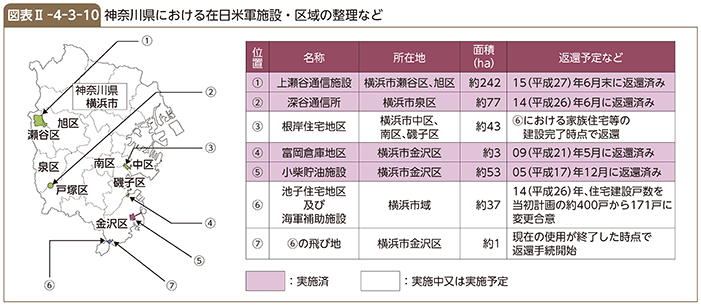 図表Ⅱ-4-3-10 神奈川県における在日米軍施設・区域の整理など
①
神奈川県
横浜市
②
旭区
瀬谷区
泉区
南区
中区
③
戸塚区
磯子区
④
金沢区
⑤
⑥
⑦
位置 名称 所在地 面積(ha) 返還予定など
① 上瀬谷通信施設 横浜市瀬谷区、旭区 約242 15(平成27)年6月末に返還済み
② 深谷通信所 横浜市泉区 約77 14(平成26)年6月に返還済み
③ 根岸住宅地区 横浜市中区、南区、磯子区 約43 ⑥における家族住宅等の建設完了時点で返還
④ 富岡倉庫地区 横浜市金沢区 約3 09(平成21)年5月に返還済み
⑤ 小柴貯油施設 横浜市金沢区 約53 05(平成17)年12月に返還済み
⑥ 池子住宅地区及び海軍補助施設 横浜市域 約37 14(平成26)年、住宅建設戸数を当初計画の約400戸から171戸に変更合意
⑦ ⑥の飛び地 横浜市金沢区 約1 現在の使用が終了した時点で返還手続開始
:実施済
:実施中又は実施予定